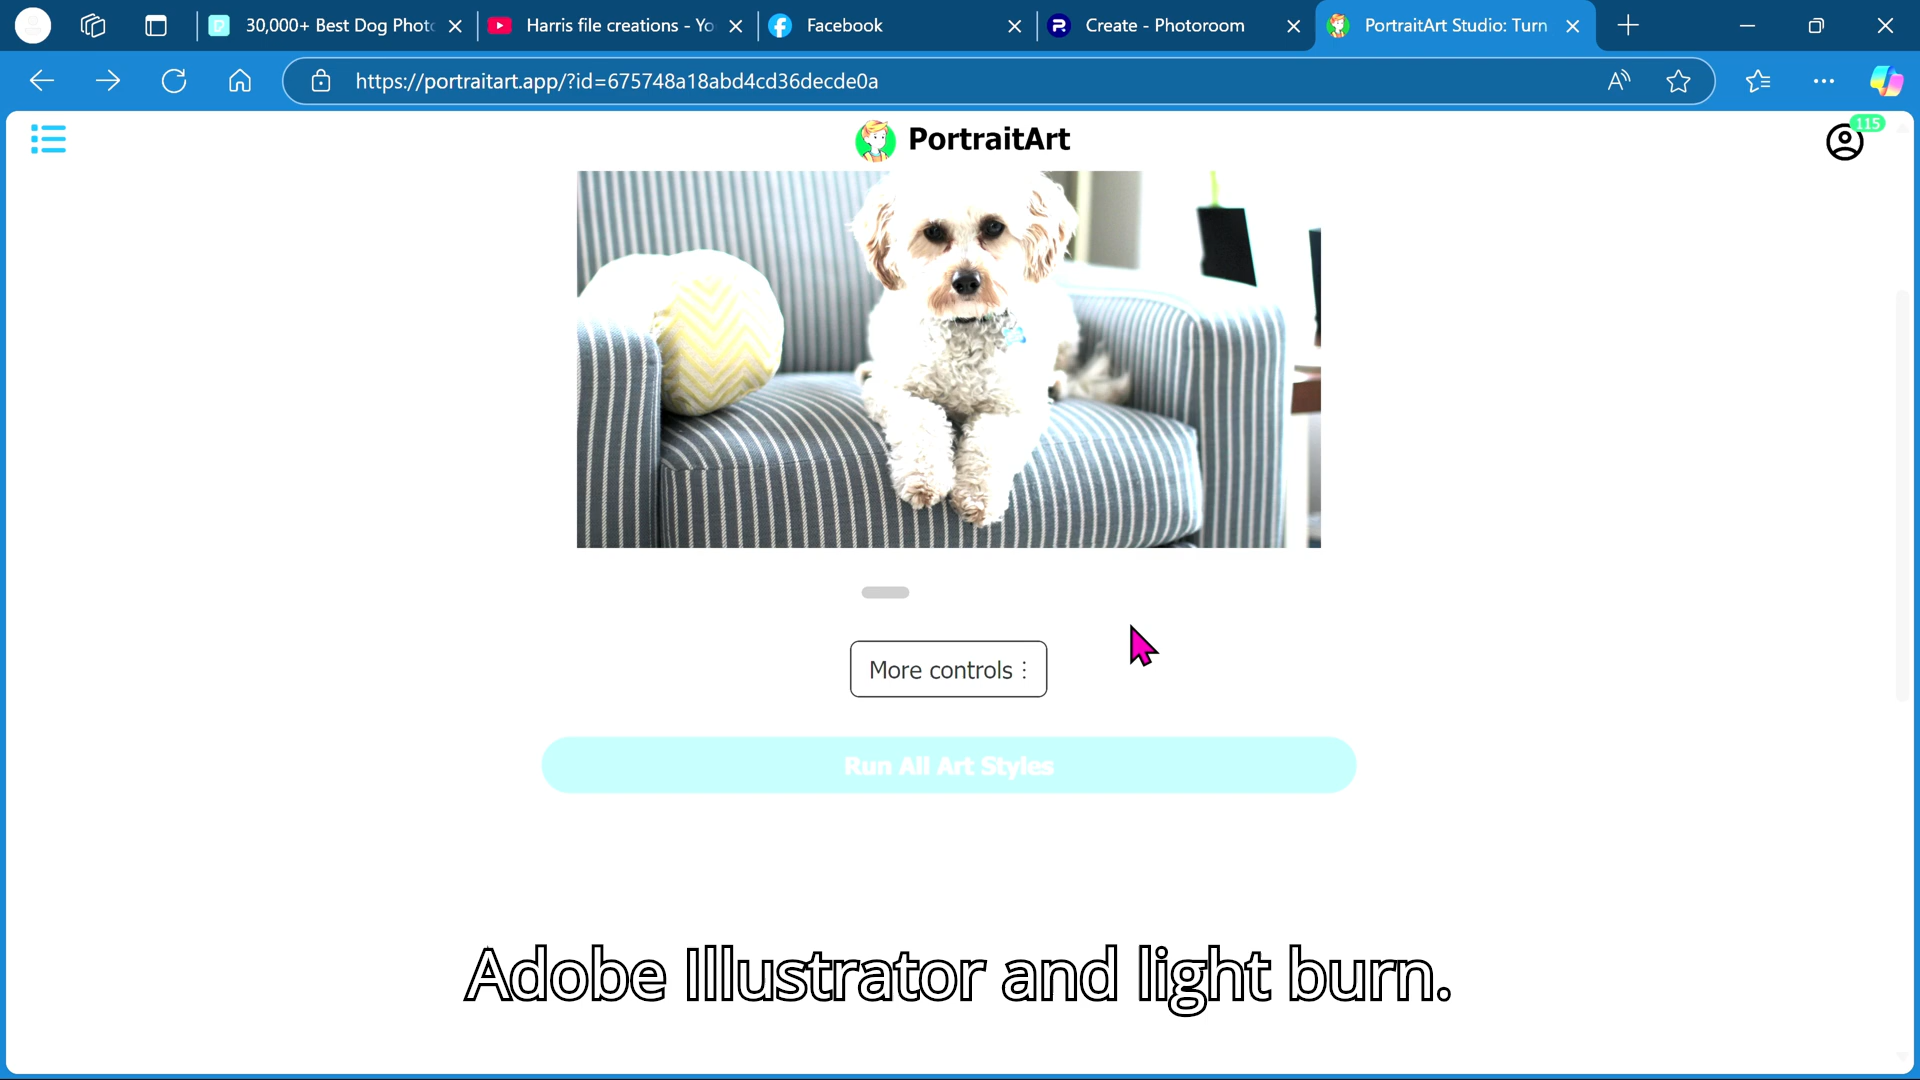 30,000+ Best Dog Phot
Harris file creations - Yo
Facebook
Create - Photoroom
PortraitArt Studio: Turn
https://portraitart.app/?id=675748a18abd4cd36decde0a
PortraitArt
115
More controls ⋮
Run All Art Styles
Adobe Illustrator and light burn.